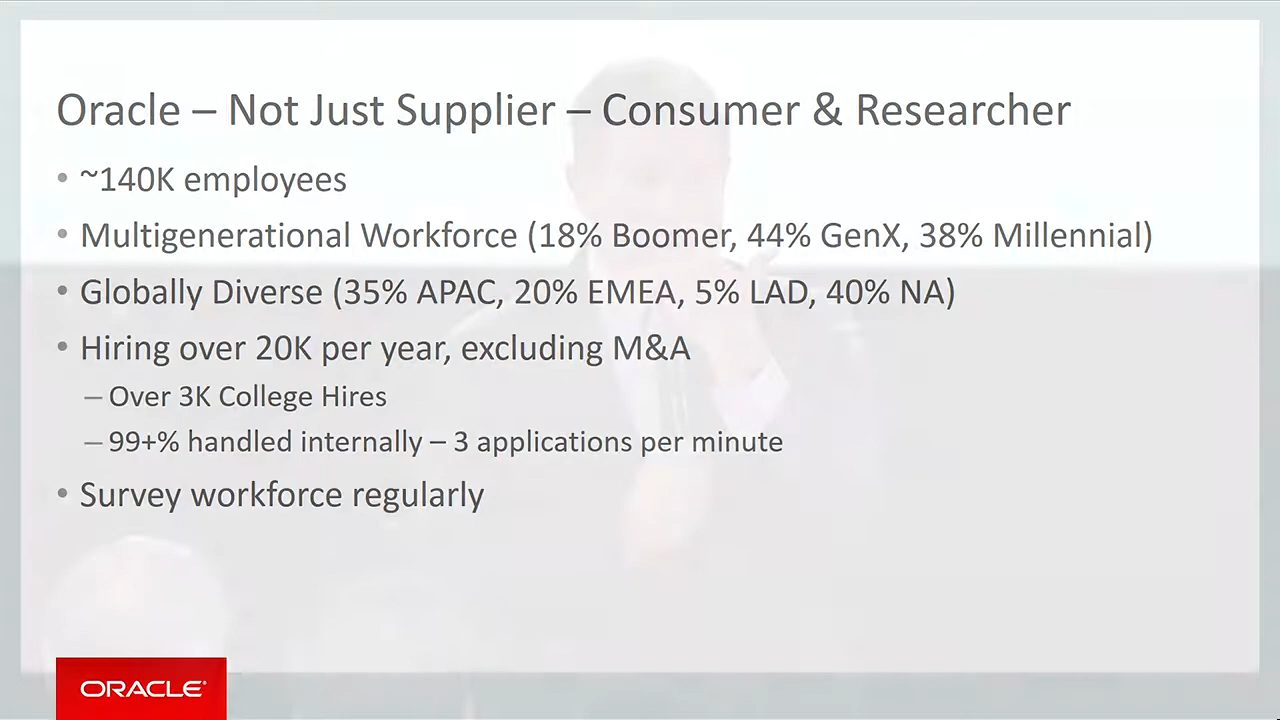 Oracle – Not Just Supplier – Consumer & Researcher
• ~140K employees
• Multigenerational Workforce (18% Boomer, 44% GenX, 38% Millennial)
• Globally Diverse (35% APAC, 20% EMEA, 5% LAD, 40% NA)
• Hiring over 20K per year, excluding M&A
– Over 3K College Hires
– 99+% handled internally – 3 applications per minute
• Survey workforce regularly
ORACLE®